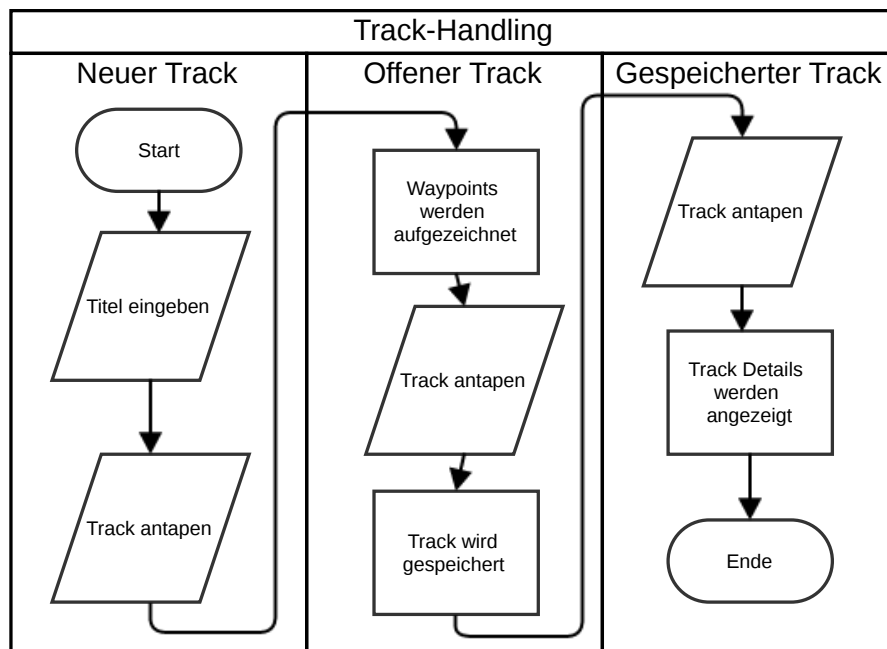 Track-Handling
Neuer Track
Start
Titel eingeben
Track antapen
Offener Track
Waypoints
werden
aufgezeichnet
Track antapen
Track wird
gespeichert
Gespeicherter Track
Track antapen
Track Details
werden
angezeigt
Ende